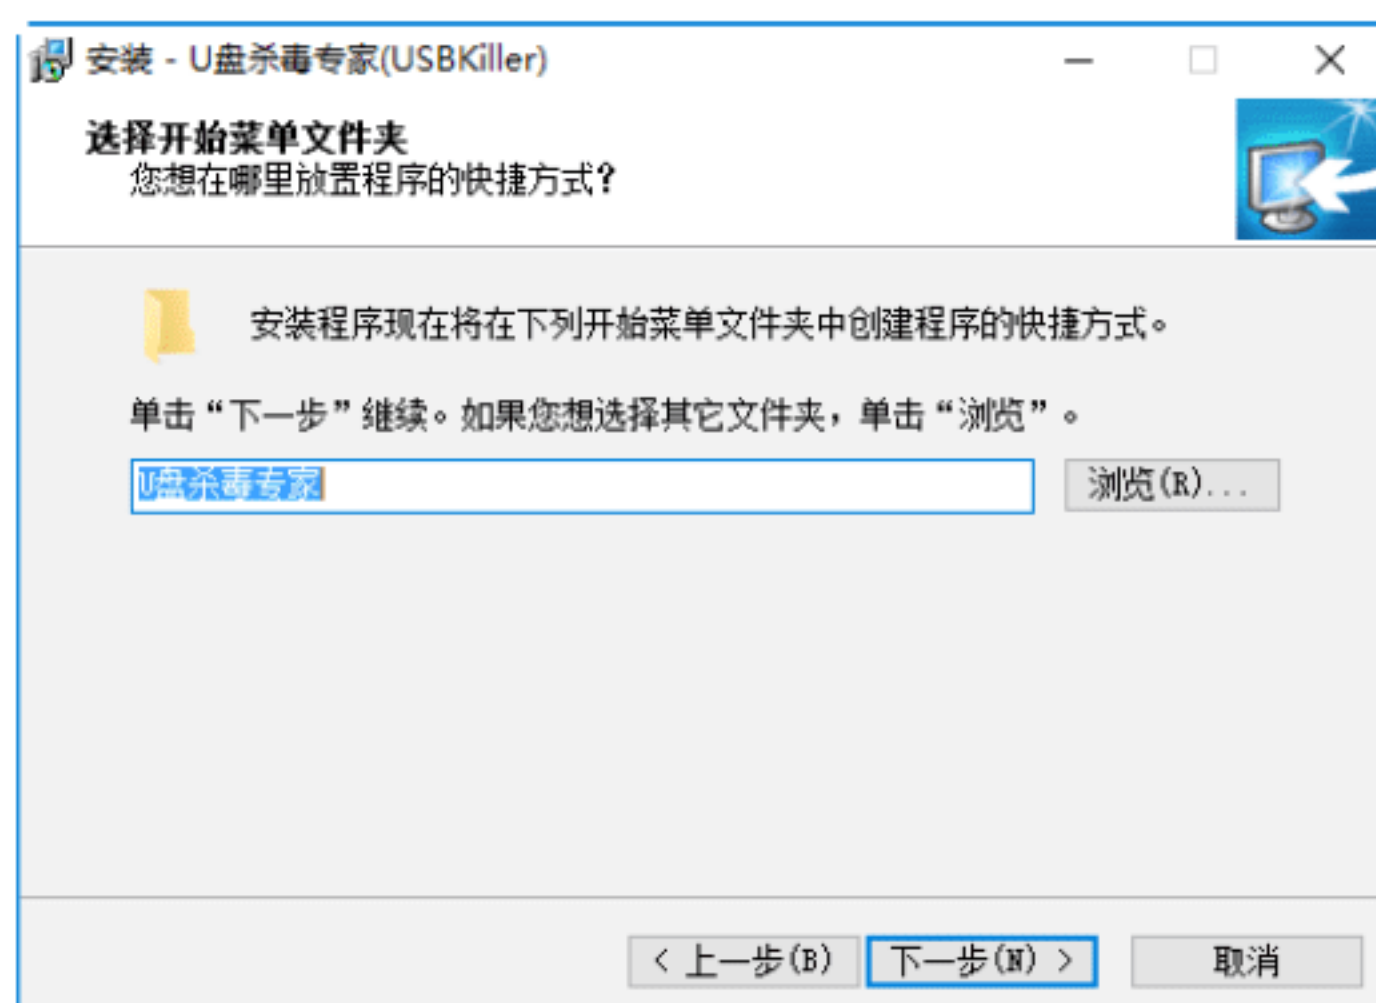 安装 - U盘杀毒专家(USBKiller)
选择开始菜单文件夹
您想在哪里放置程序的快捷方式?
安装程序现在将在下列开始菜单文件夹中创建程序的快捷方式。
单击“下一步”继续。如果您想选择其它文件夹，单击“浏览”。
U盘杀毒专家 浏览(R)...
< 上一步(B) 下一步(N) > 取消